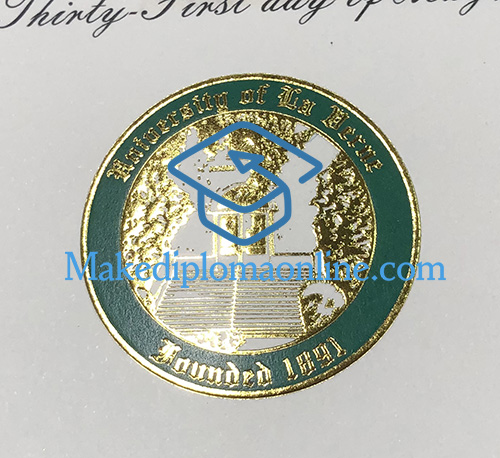 Thirty-First day of
University of La Verne
Makediplomaonline.com
Founded 1891